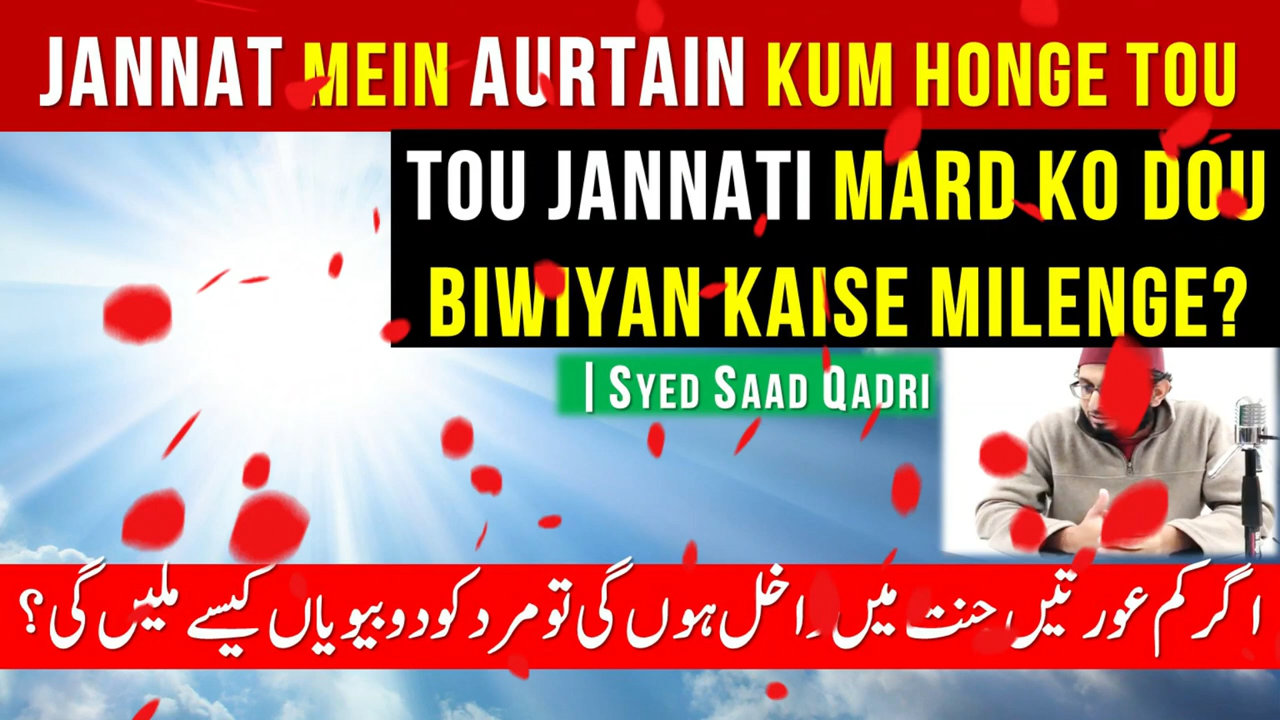 JANNAT MEIN AURTAIN KUM HONGE TOU
TOU JANNATI MARD KO DOU
BIWIYAN KAISE MILENGE?
| SYED SAAD QADRI
اگر کم عورتیں جنت میں داخل ہوں گی تو مرد کو دو بیویاں کیسے ملیں گی؟